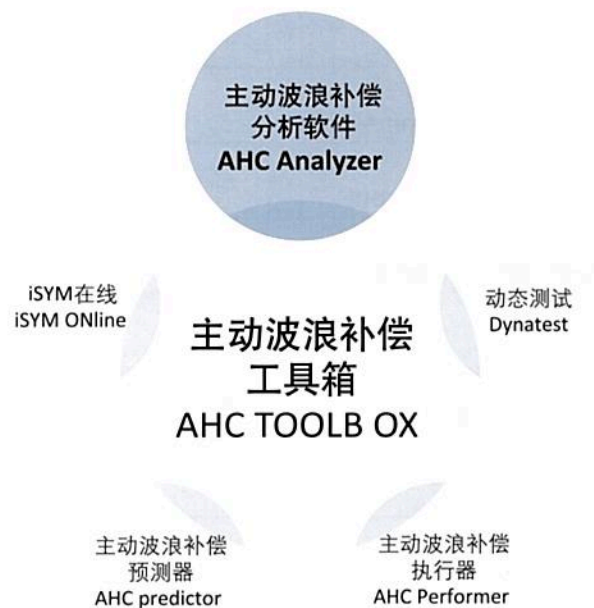 主动波浪补偿
分析软件
AHC Analyzer
iSYM在线
iSYM ONline
动态测试
Dynatest
主动波浪补偿
工具箱
AHC TOOLB OX
主动波浪补偿
预测器
AHC predictor
主动波浪补偿
执行器
AHC Performer